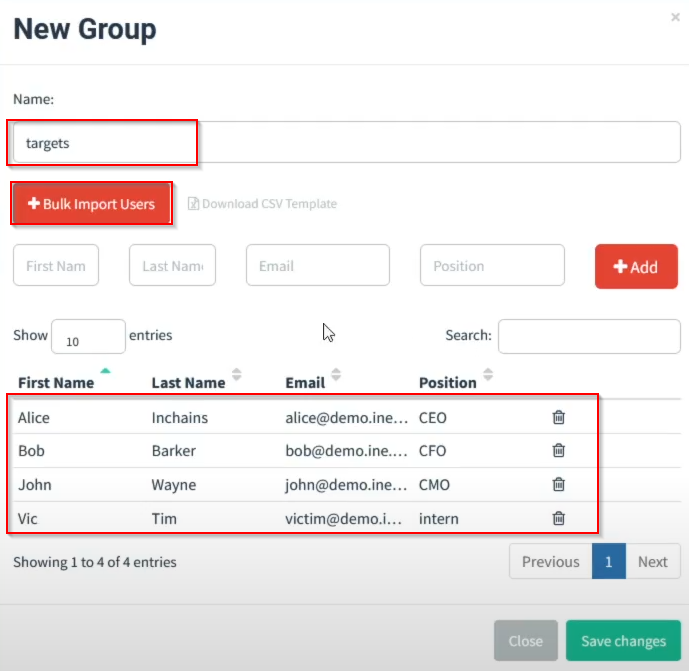 New Group
×
Name:
targets
+ Bulk Import Users Download CSV Template
First Nam Last Name Email Position + Add
Show 10 entries Search:
First Name Last Name Email Position
Alice Inchains alice@demo.ine... CEO
Bob Barker bob@demo.ine.... CFO
John Wayne john@demo.ine... CMO
Vic Tim victim@demo.i... intern
Showing 1 to 4 of 4 entries Previous 1 Next
Close Save changes